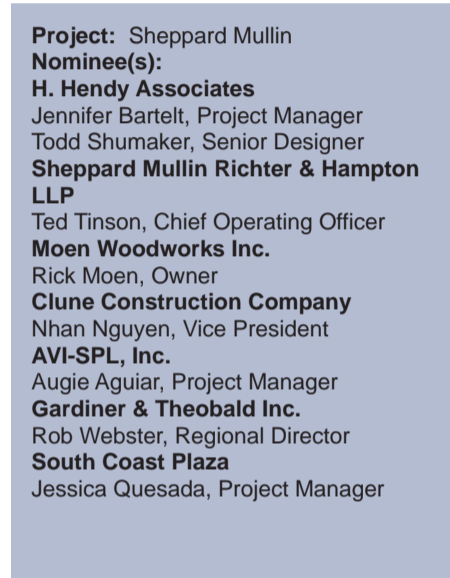 Project: Sheppard Mullin
Nominee(s):
H. Hendy Associates
Jennifer Bartelt, Project Manager
Todd Shumaker, Senior Designer
Sheppard Mullin Richter & Hampton
LLP
Ted Tinson, Chief Operating Officer
Moen Woodworks Inc.
Rick Moen, Owner
Clune Construction Company
Nhan Nguyen, Vice President
AVI-SPL, Inc.
Augie Aguiar, Project Manager
Gardiner & Theobald Inc.
Rob Webster, Regional Director
South Coast Plaza
Jessica Quesada, Project Manager